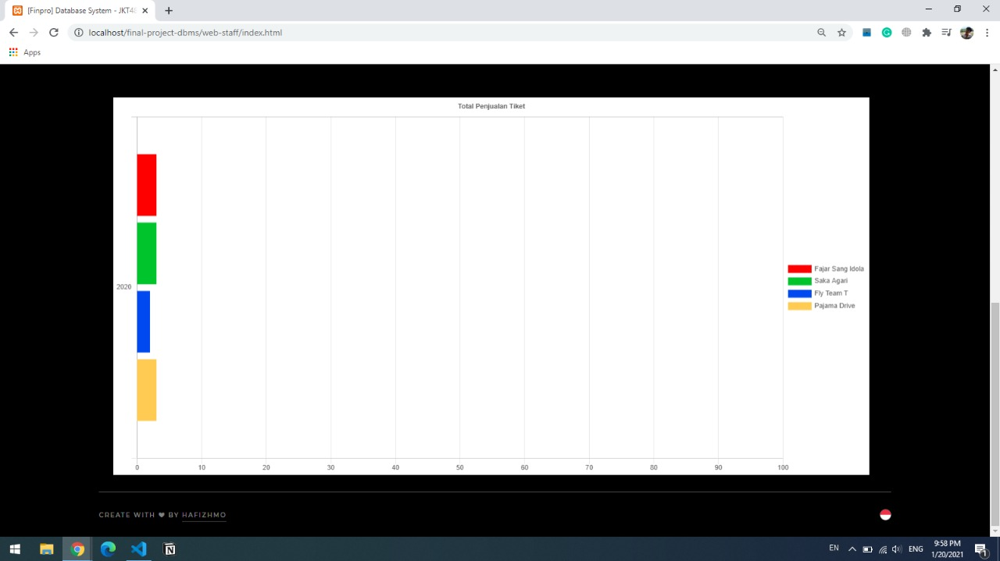 [Finpro] Database System - JKT48
localhost/final-project-dbms/web-staff/index.html
Apps
Total Penjualan Tiket
2020
Fajar Sang Idola
Saka Agari
Fly Team T
Pajama Drive
0 10 20 30 40 50 60 70 80 90 100
CREATE WITH ❤ BY HAFIZHMO
EN ENG 9:58 PM
1/20/2021
1